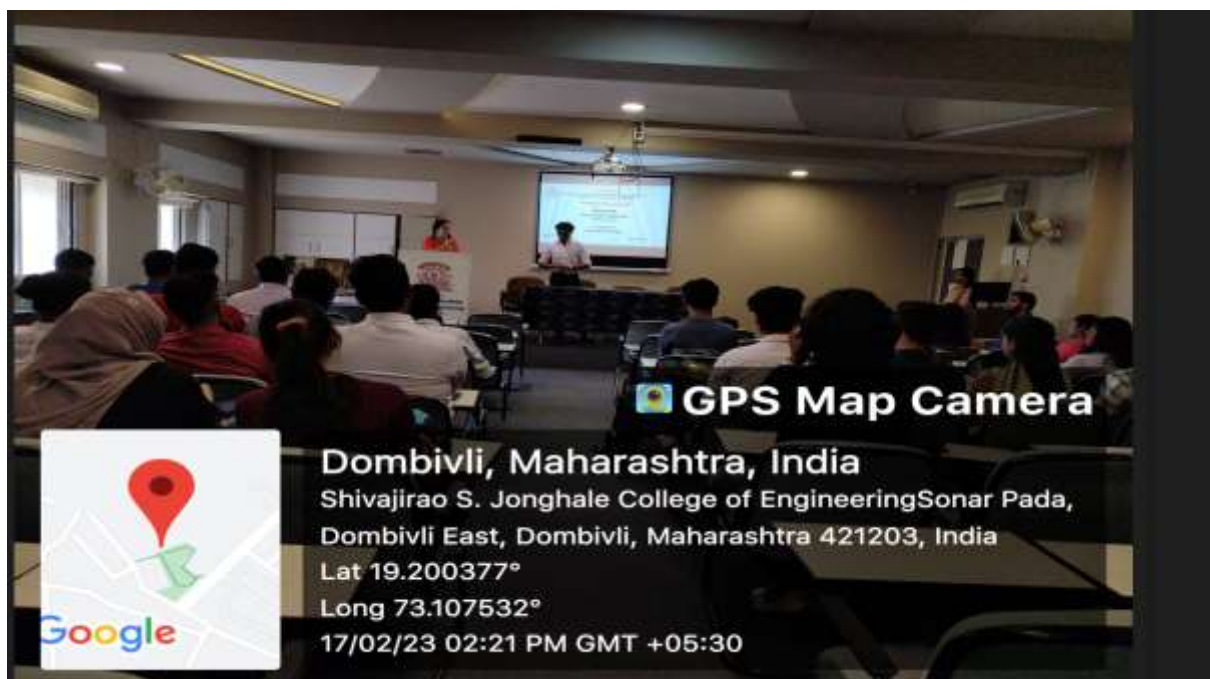 GPS Map Camera
Dombivli, Maharashtra, India
Shivajirao S. Jonghale College of EngineeringSonar Pada,
Dombivli East, Dombivli, Maharashtra 421203, India
Lat 19.200377°
Long 73.107532°
17/02/23 02:21 PM GMT +05:30
Google